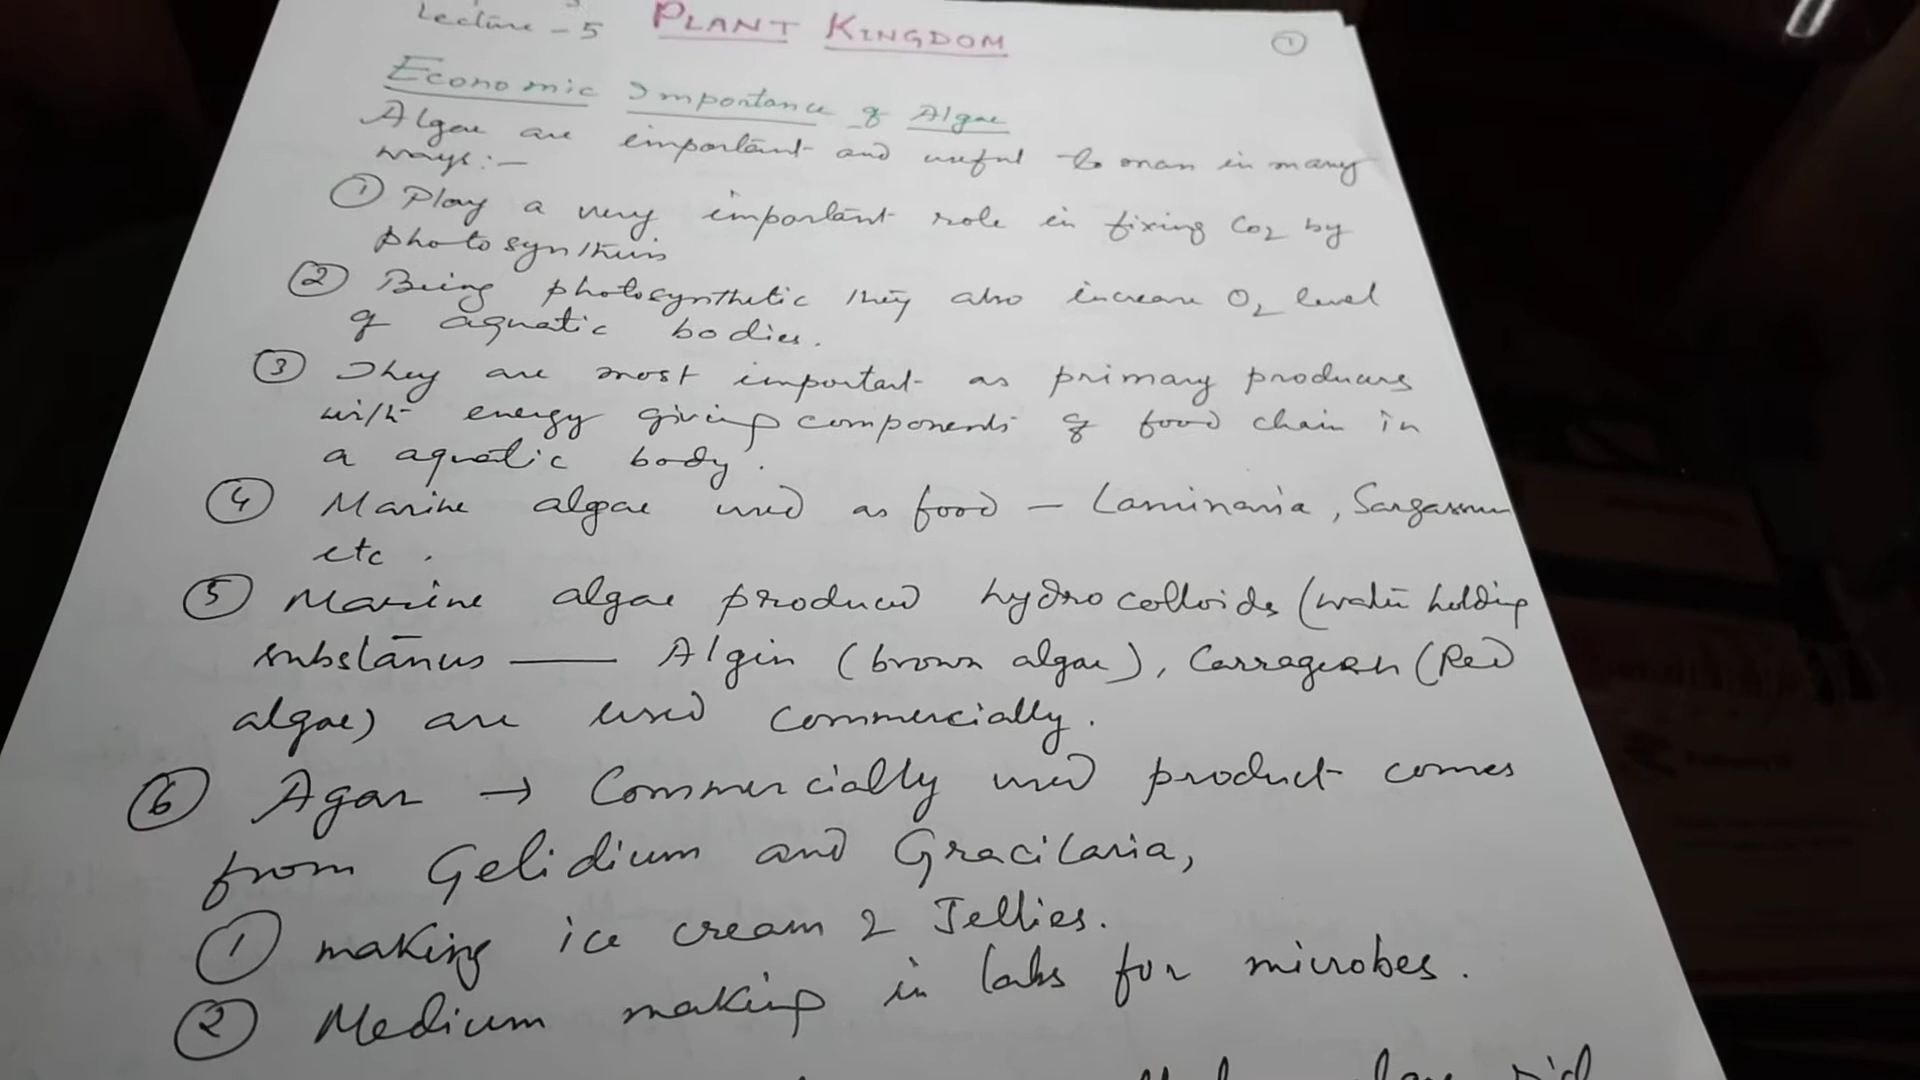 Lecture - 5 PLANT KINGDOM ①
Economic Importance of Algae
Algae are important and useful to man in many
ways:-
① Play a very important role in fixing CO2 by
photosynthesis
② Being photosynthetic they also increase O2 level
of aquatic bodies.
③ They are most important as primary producers
with energy giving components of food chain in
a aquatic body.
④ Marine algae used as food - Laminaria, Sargassum
etc.
⑤ Marine algae produced hydrocolloids (water holding
substances — Algin (brown algae), Carrageen (Red
algae) are used commercially.
⑥ Agar → Commercially used product comes
from Gelidium and Gracilaria,
① making ice cream & Jellies.
② Medium making in labs for microbes.